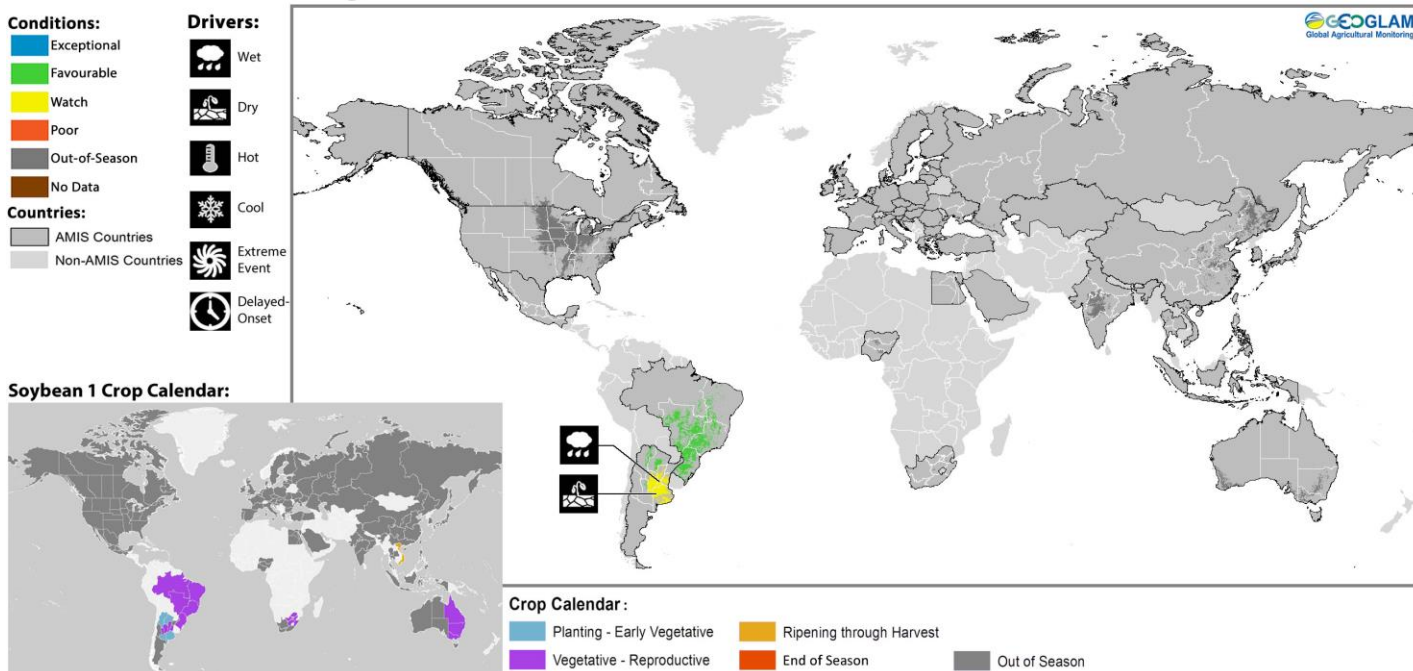 Conditions:
Exceptional
Favourable
Watch
Poor
Out-of-Season
No Data
Countries:
AMIS Countries
Non-AMIS Countries
Drivers:
Wet
Dry
Hot
Cool
Extreme
Event
Delayed-
Onset
GEOGLAM
Global Agricultural Monitoring
Soybean 1 Crop Calendar:
Crop Calendar :
Planting - Early Vegetative
Ripening through Harvest
Vegetative - Reproductive
End of Season
Out of Season